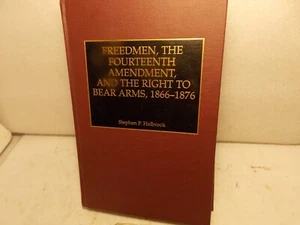 FREEDMEN, THE
FOURTEENTH
AMENDMENT,
AND THE RIGHT TO
BEAR ARMS, 1866–1876
Stephen P. Halbrook